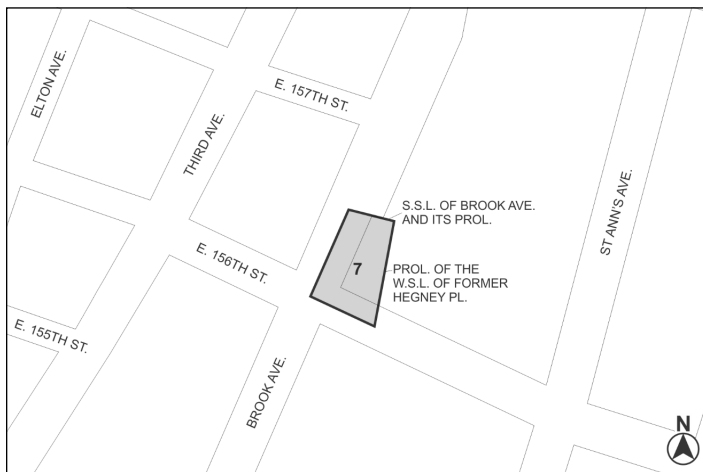 ELTON AVE.
THIRD AVE.
E. 157TH ST.
S.S.L. OF BROOK AVE.
AND ITS PROL.
ST ANN'S AVE.
E. 156TH ST.
7
PROL. OF THE
W.S.L. OF FORMER
HEGNEY PL.
E. 155TH ST.
BROOK AVE.
N